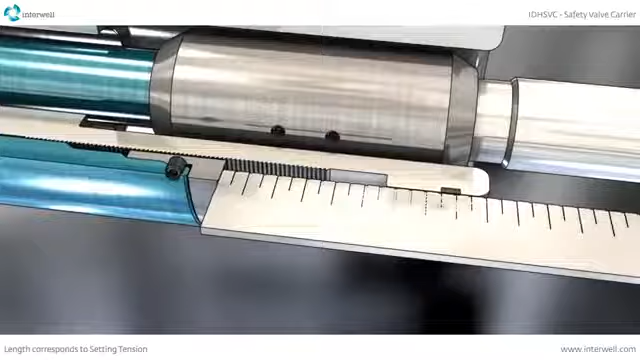 interwell
IDHSVC - Safety Valve Carrier
Length corresponds to Setting Tension
www.interwell.com